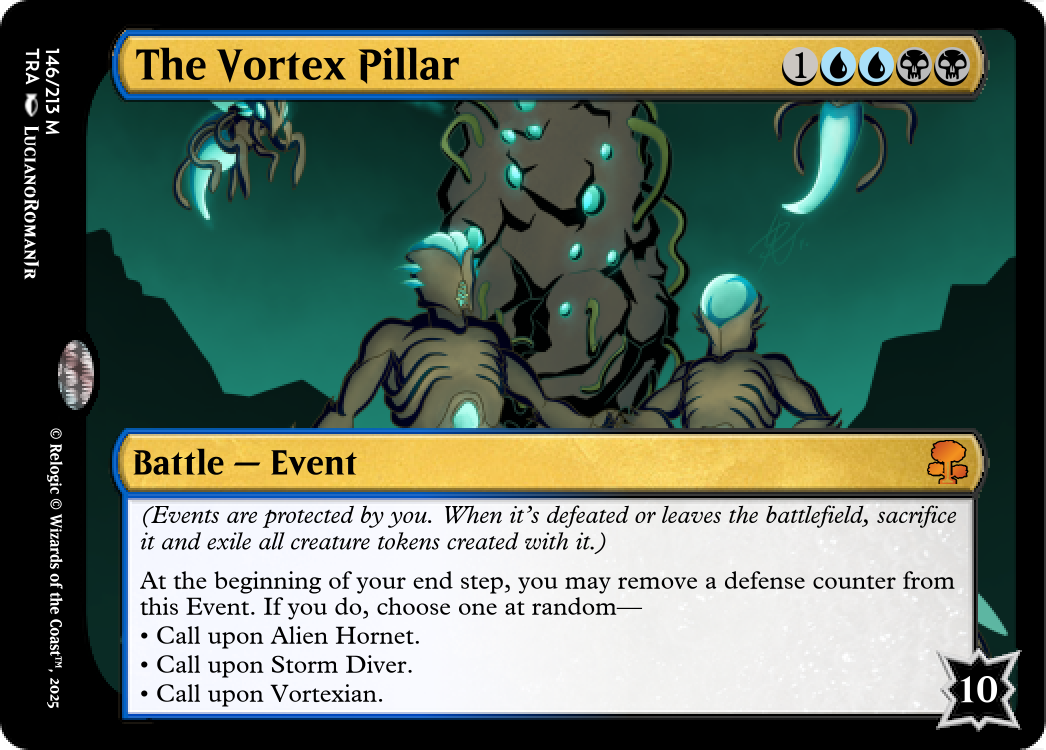 The Vortex Pillar
1
146/213 M
TRA LUCIANOROMANJR
© Relogic © Wizards of the Coast™, 2025
Battle — Event
(Events are protected by you. When it's defeated or leaves the battlefield, sacrifice
it and exile all creature tokens created with it.)
At the beginning of your end step, you may remove a defense counter from
this Event. If you do, choose one at random—
• Call upon Alien Hornet.
• Call upon Storm Diver.
• Call upon Vortexian.
10